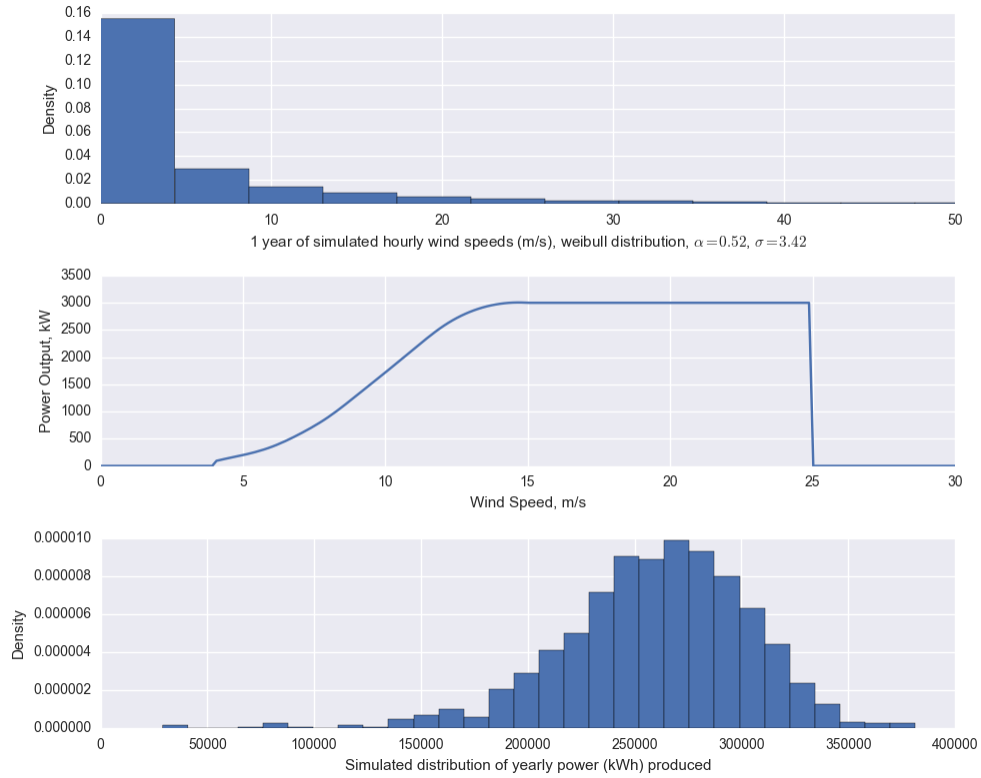 Density
0.16
0.14
0.12
0.10
0.08
0.06
0.04
0.02
0.00
0 10 20 30 40 50
1 year of simulated hourly wind speeds (m/s), weibull distribution, α=0.52, σ=3.42
Power Output, kW
3500
3000
2500
2000
1500
1000
500
0
0 5 10 15 20 25 30
Wind Speed, m/s
Density
0.000010
0.000008
0.000006
0.000004
0.000002
0.000000
0 50000 100000 150000 200000 250000 300000 350000 400000
Simulated distribution of yearly power (kWh) produced